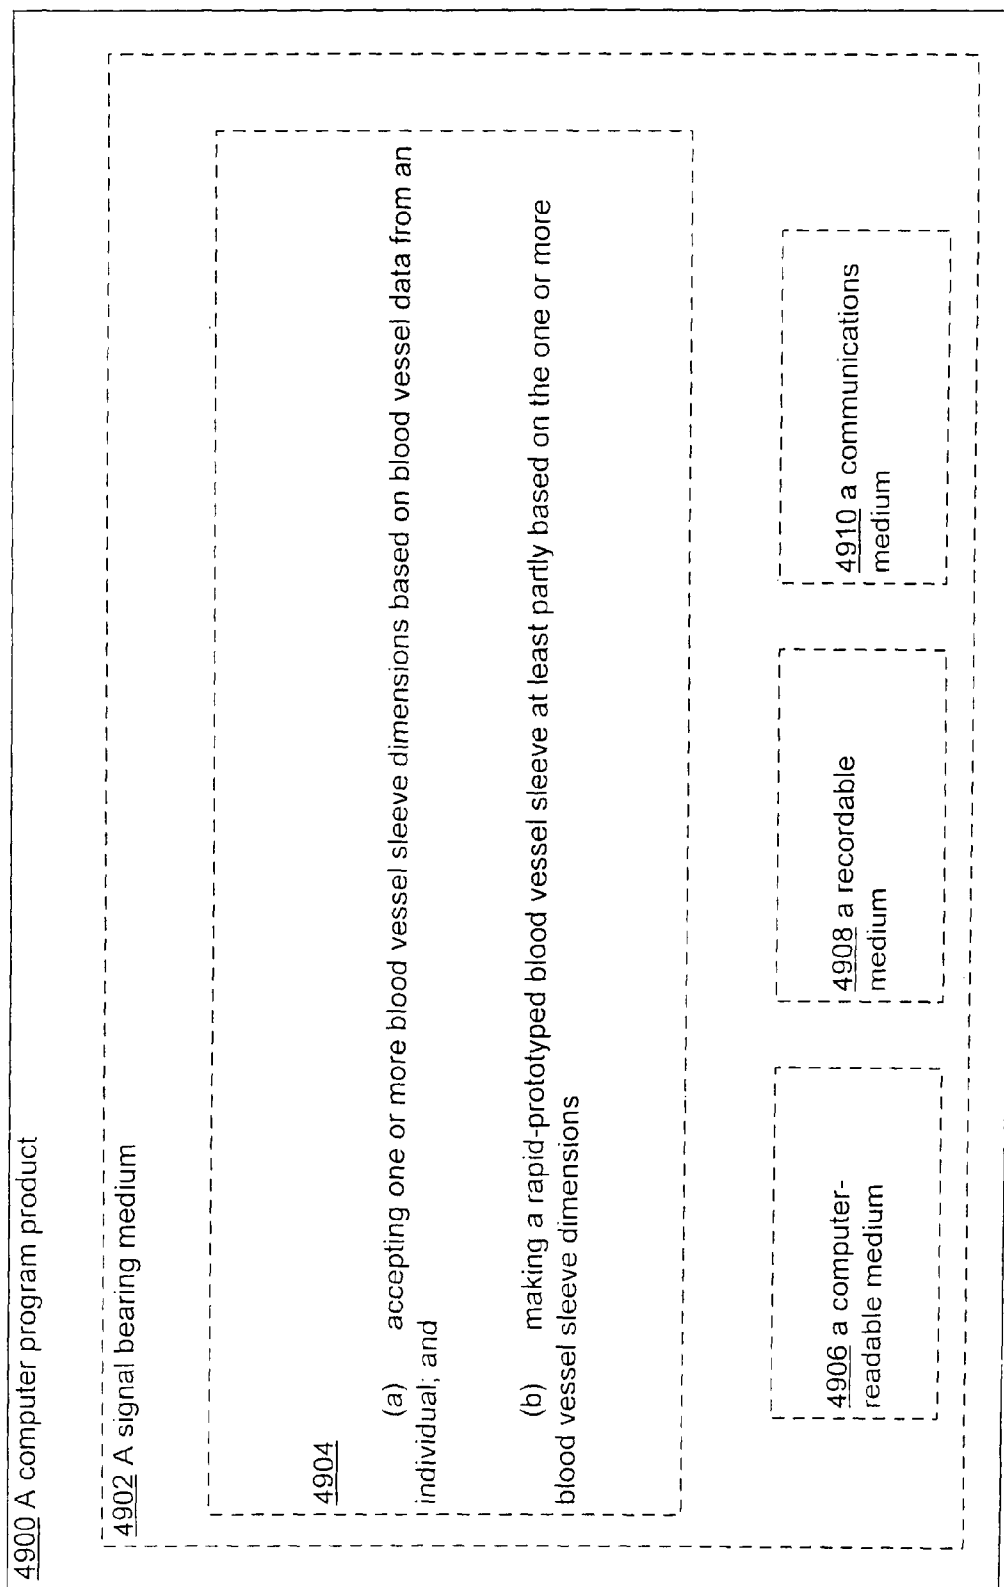 4900 A computer program product
4902 A signal bearing medium
4904
(a) accepting one or more blood vessel sleeve dimensions based on blood vessel data from an
individual; and
(b) making a rapid-prototyped blood vessel sleeve at least partly based on the one or more
blood vessel sleeve dimensions
4906 a computer-
readable medium
4908 a recordable
medium
4910 a communications
medium